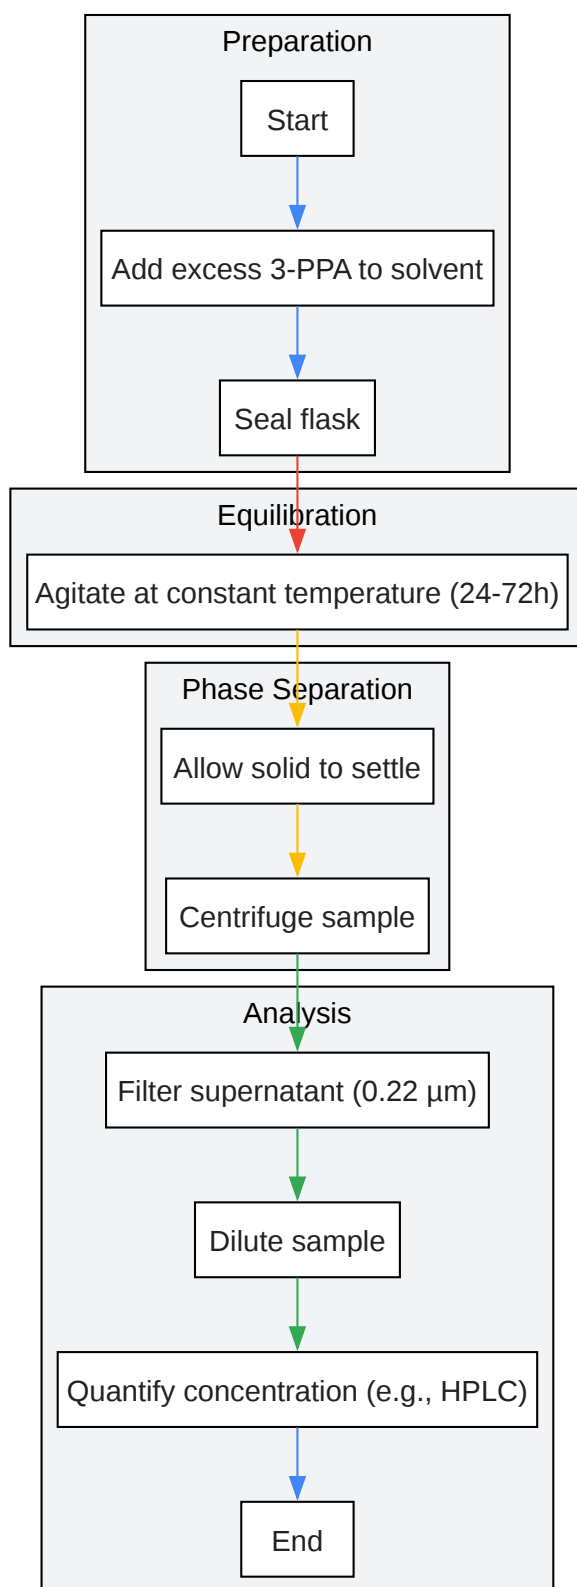 Preparation
Start
Add excess 3-PPA to solvent
Seal flask
Equilibration
Agitate at constant temperature (24-72h)
Phase Separation
Allow solid to settle
Centrifuge sample
Analysis
Filter supernatant (0.22 µm)
Dilute sample
Quantify concentration (e.g., HPLC)
End